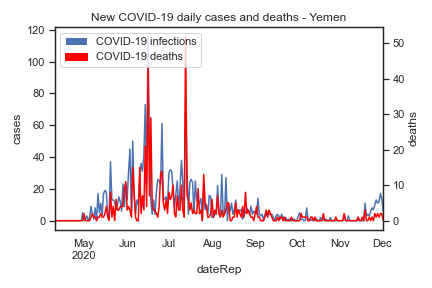 New COVID-19 daily cases and deaths - Yemen
COVID-19 infections
COVID-19 deaths
120
100
80
60
40
20
0
cases
50
40
30
20
10
0
deaths
May Jun Jul Aug Sep Oct Nov Dec
2020
dateRep